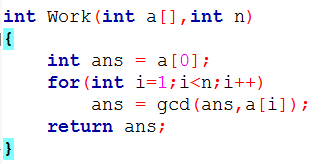 int Work(int a[],int n)
{
    int ans = a[0];
    for(int i=1;i<n;i++)
        ans = gcd(ans,a[i]);
    return ans;
}